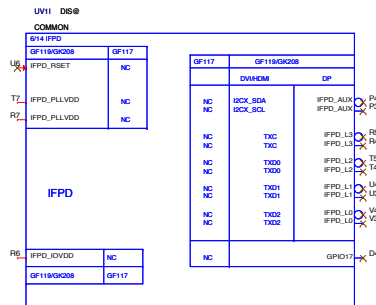 UV1I DIS@
COMMON
6/14 IFPD
GF119/GK208 GF117
U6 IFPD_RSET NC
T7 IFPD_PLLVDD NC
R7 IFPD_PLLVDD NC
IFPD
R6 IFPD_IOVDD NC
GF119/GK208 GF117
GF117 GF119/GK208
DVI/HDMI DP
NC I2CX_SDA IFPD_AUX
NC I2CX_SCL IFPD_AUX
NC TXC IFPD_L3
NC TXC IFPD_L3
NC TXD0 IFPD_L2
NC TXD0 IFPD_L2
NC TXD1 IFPD_L1
NC TXD1 IFPD_L1
NC TXD2 IFPD_L0
NC TXD2 IFPD_L0
NC GPIO17